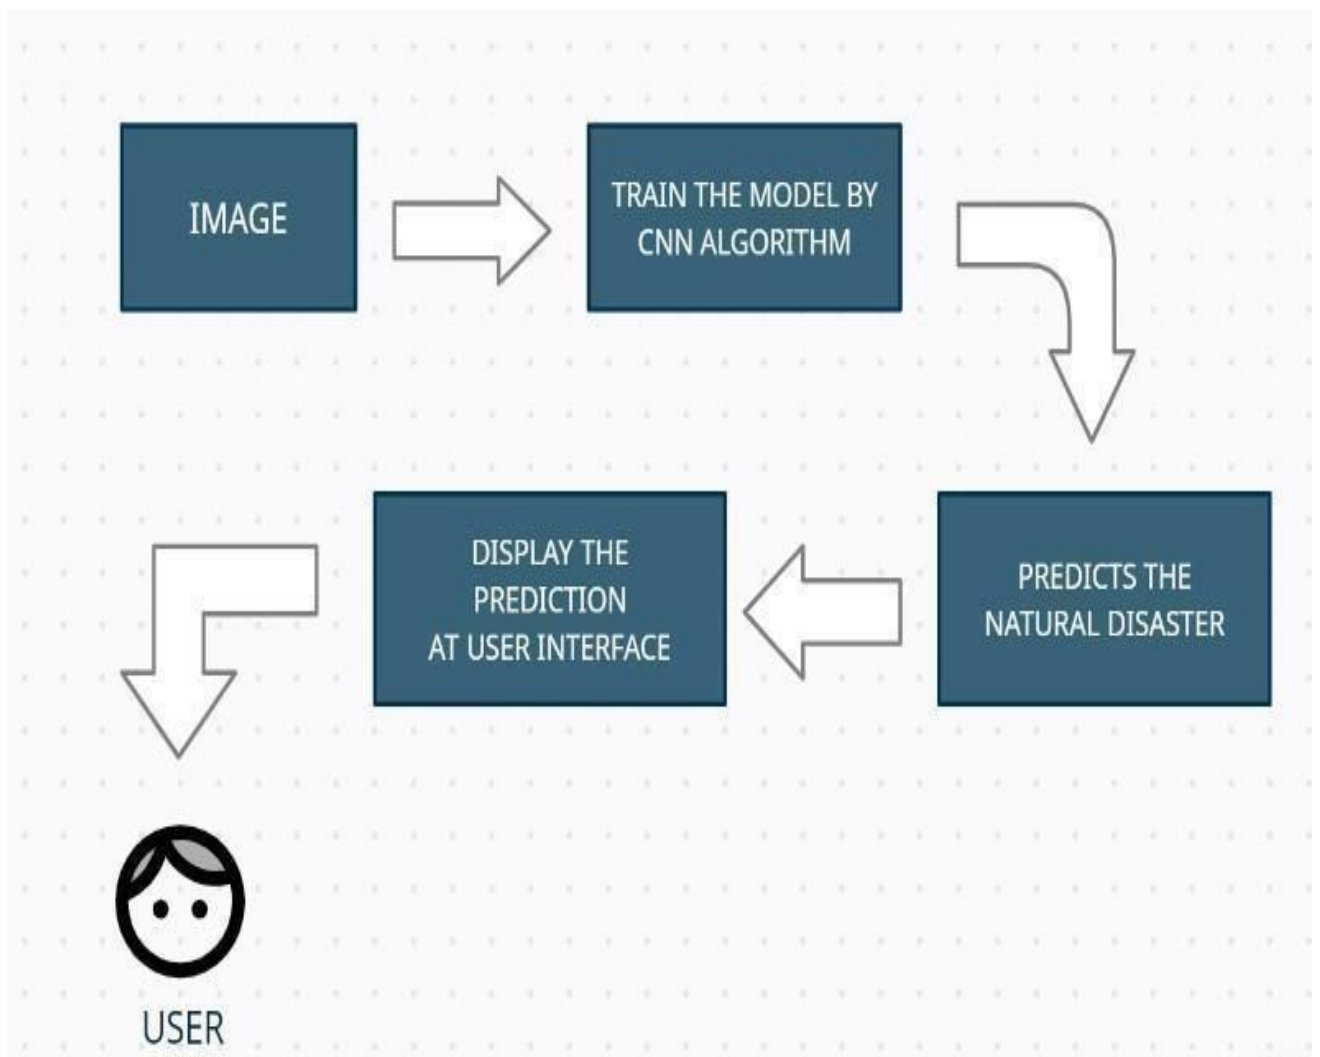 IMAGE
TRAIN THE MODEL BY
CNN ALGORITHM
PREDICTS THE
NATURAL DISASTER
DISPLAY THE
PREDICTION
AT USER INTERFACE
USER